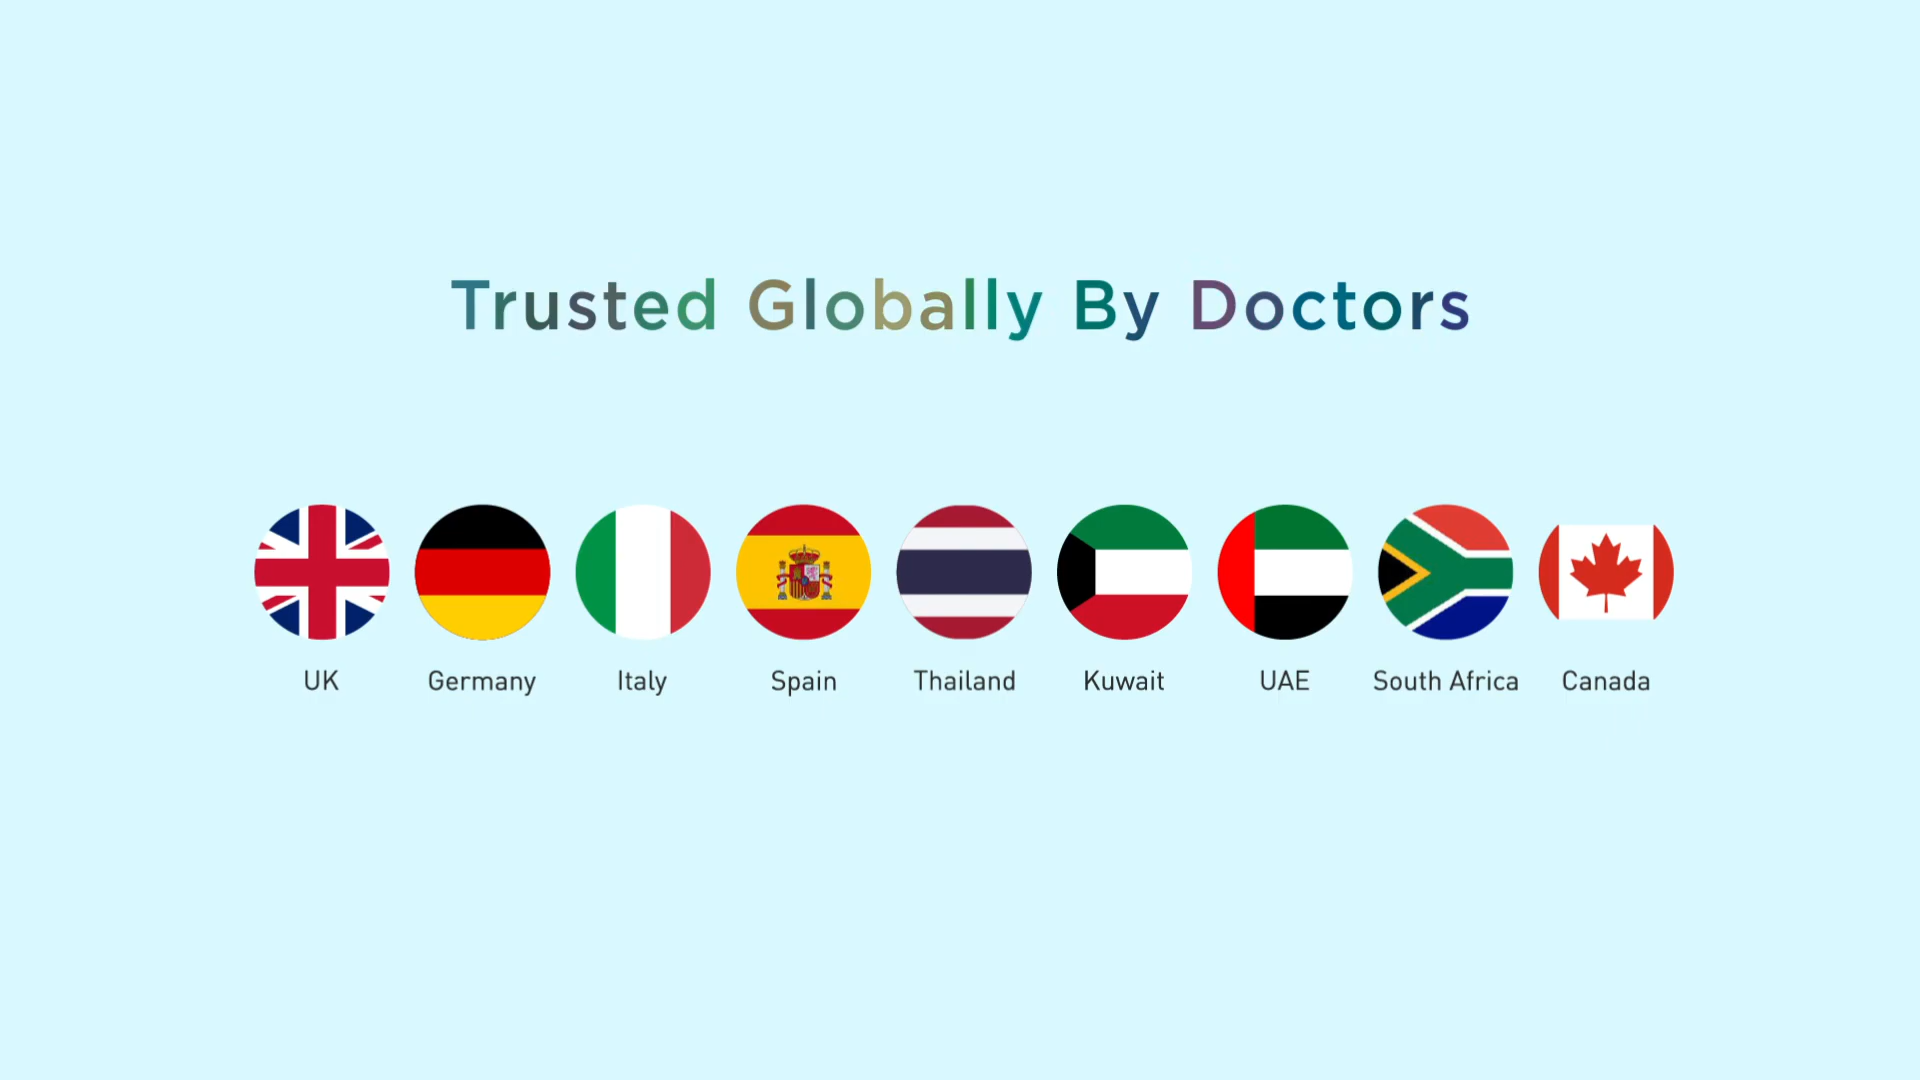 Trusted Globally By Doctors
UK Germany Italy Spain Thailand Kuwait UAE South Africa Canada